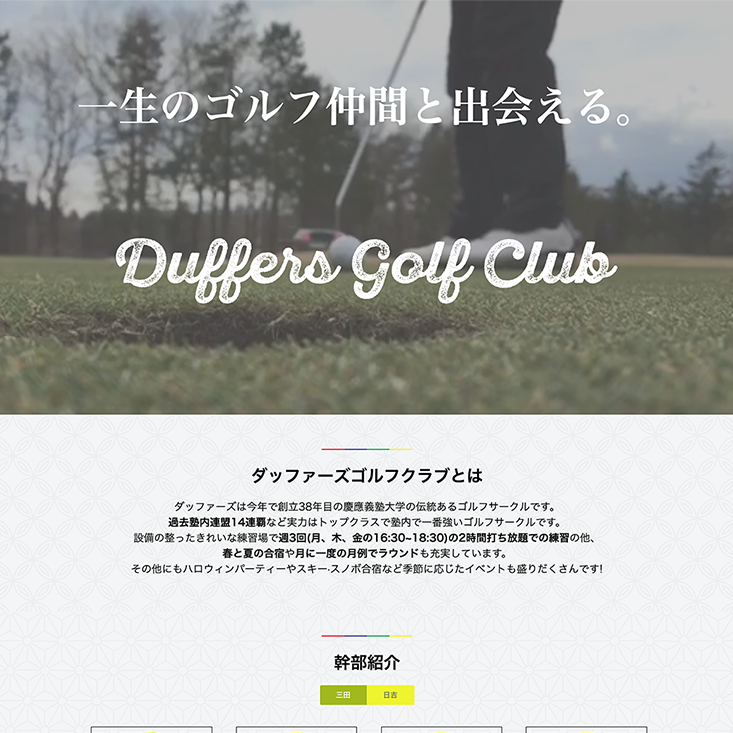 一生のゴルフ仲間と出会える。
Duffers Golf Club
ダッファーズゴルフクラブとは
ダッファーズは今年で創立38年目の慶應義塾大学の伝統あるゴルフサークルです。
過去塾内連盟14連覇など実力はトップクラスで塾内で一番強いゴルフサークルです。
設備の整ったきれいな練習場で週3回(月、木、金の16:30~18:30)の2時間打ち放題での練習の他、
春と夏の合宿や月に一度の月例でラウンドも充実しています。
その他にもハロウィンパーティーやスキー·スノボ合宿など季節に応じたイベントも盛りだくさんです!
幹部紹介
三田 日吉